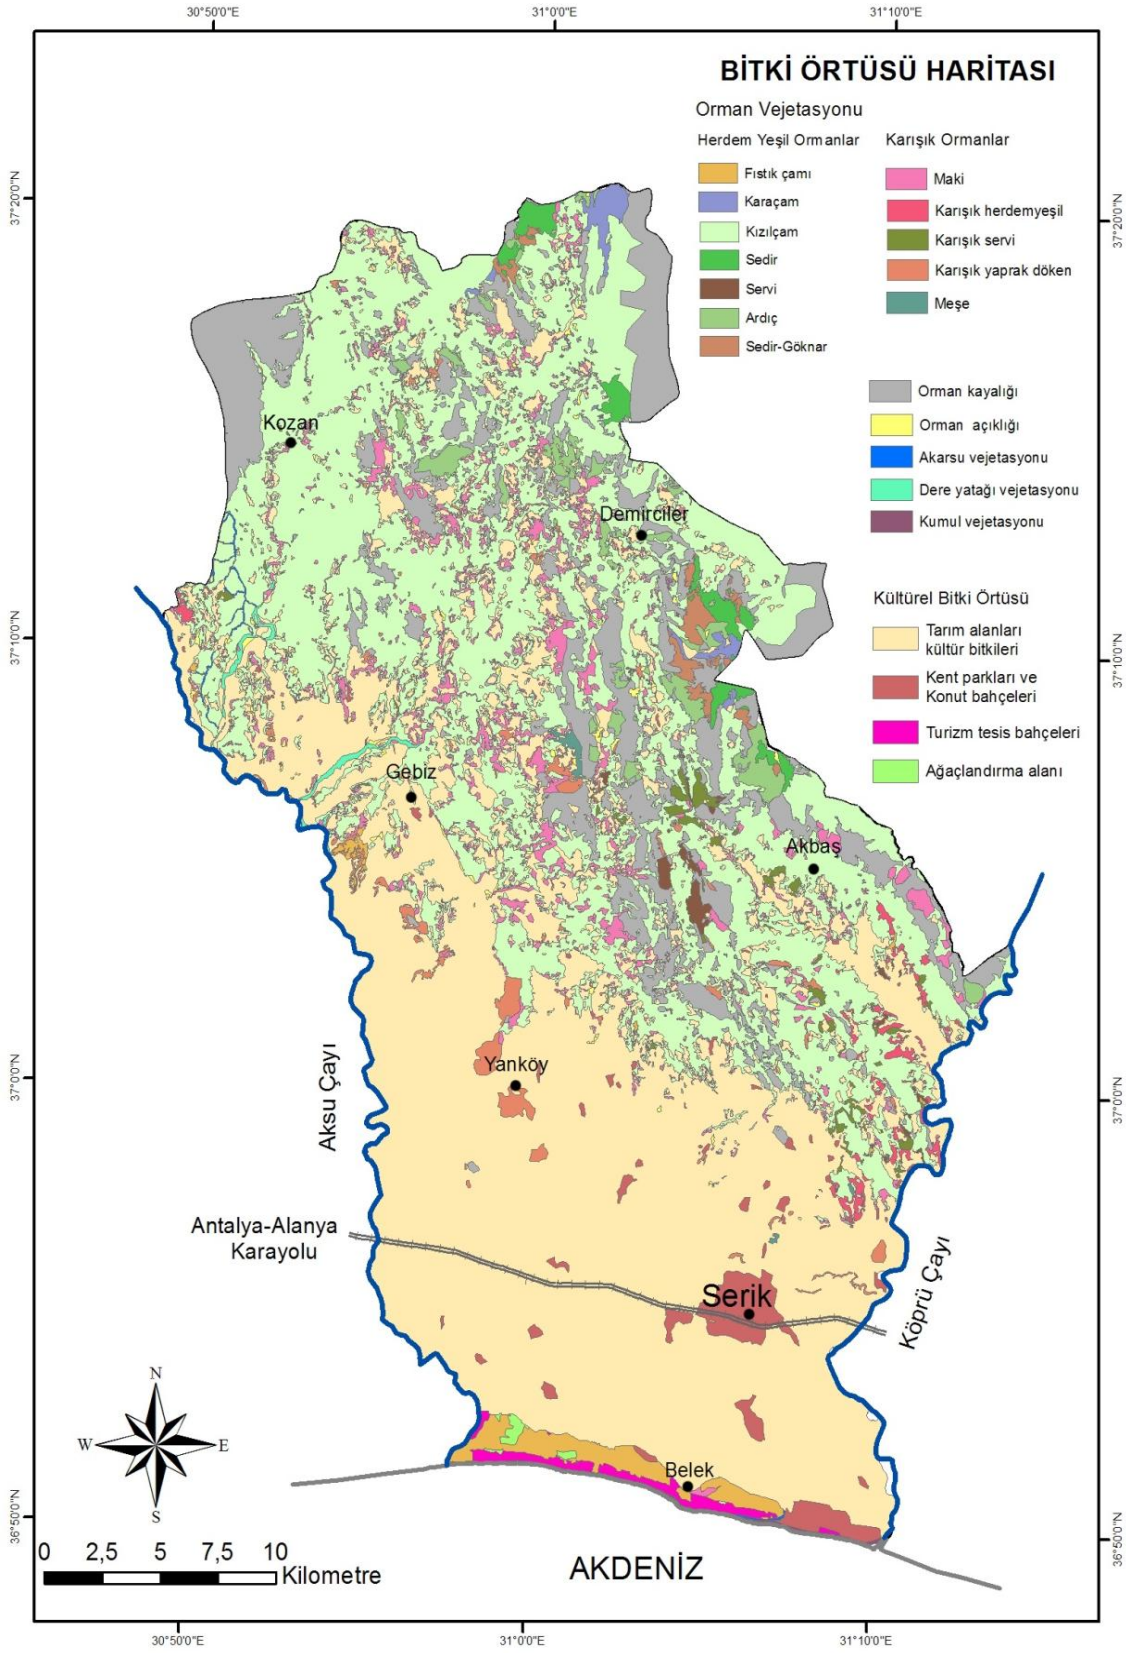 30°50'0"E
31°0'0"E
31°10'0"E
BİTKİ ÖRTÜSÜ HARİTASI
Orman Vejetasyonu
Herdem Yeşil Ormanlar
Fıstık çamı
Karaçam
Kızılçam
Sedir
Servi
Ardıç
Sedir-Göknar
Karışık Ormanlar
Maki
Karışık herdemyeşil
Karışık servi
Karışık yaprak döken
Meşe
Orman kayalığı
Orman açıklığı
Akarsu vejetasyonu
Dere yatağı vejetasyonu
Kumul vejetasyonu
Kültürel Bitki Örtüsü
Tarım alanları
kültür bitkileri
Kent parkları ve
Konut bahçeleri
Turizm tesis bahçeleri
Ağaçlandırma alanı
37°20'0"N
37°20'0"N
Kozan
Demirciler
37°10'0"N
37°10'0"N
Gebiz
Akbaş
Yanköy
37°0'0"N
37°0'0"N
Aksu Çayı
Antalya-Alanya
Karayolu
Serik
Köprü Çayı
N
W
E
S
Belek
36°50'0"N
36°50'0"N
0 2,5 5 7,5 10
Kilometre
AKDENİZ
30°50'0"E
31°0'0"E
31°10'0"E